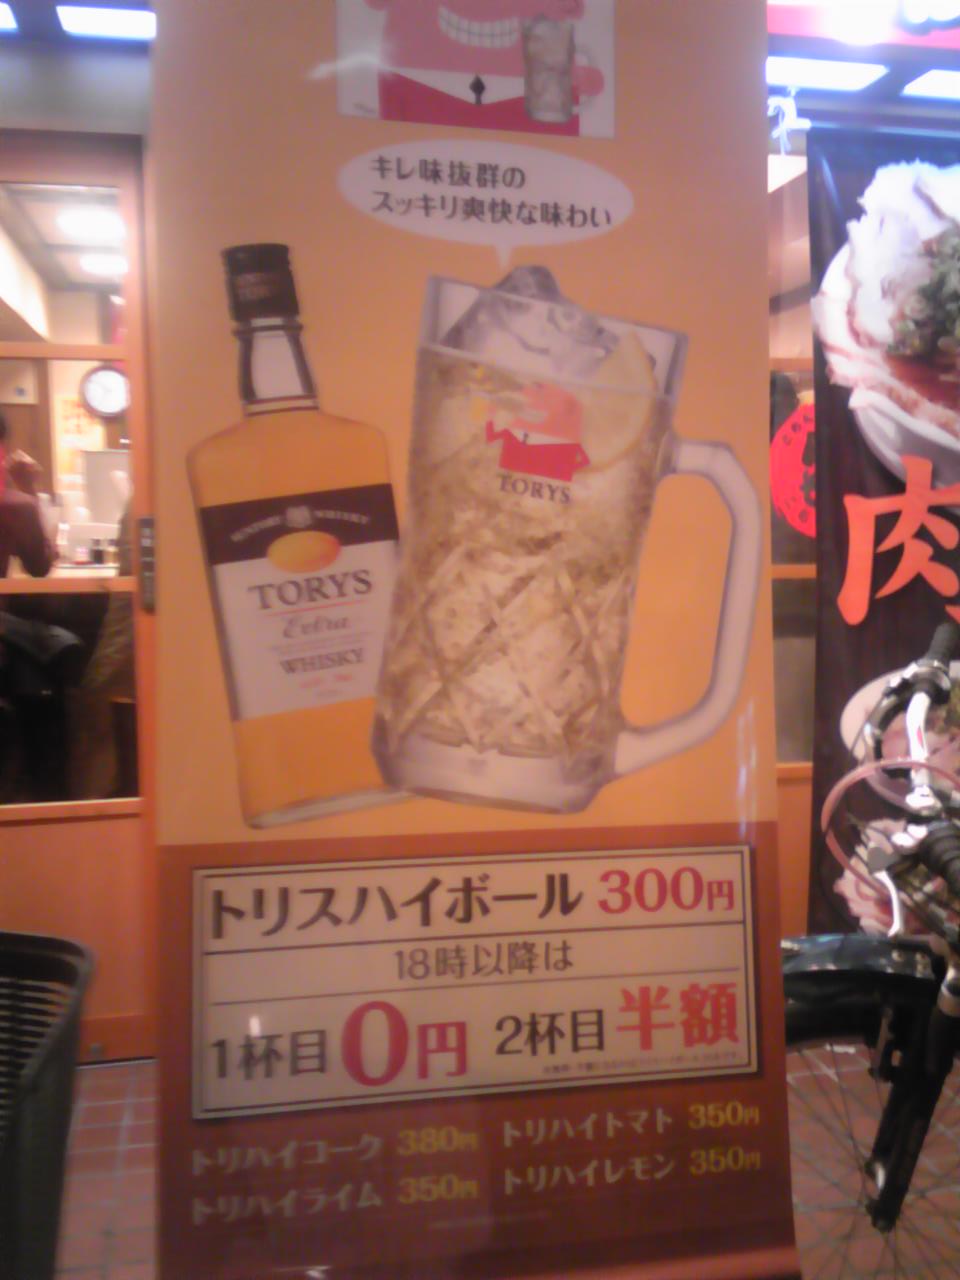 キレ味抜群の
スッキリ爽快な味わい
TORYS
SUNTORY WHISKY
TORYS
Extra
WHISKY
肉
トリスハイボール 300円
18時以降は
1杯目 0円 2杯目 半額
トリハイコーク 380円 トリハイトマト 350円
トリハイライム 350円 トリハイレモン 350円